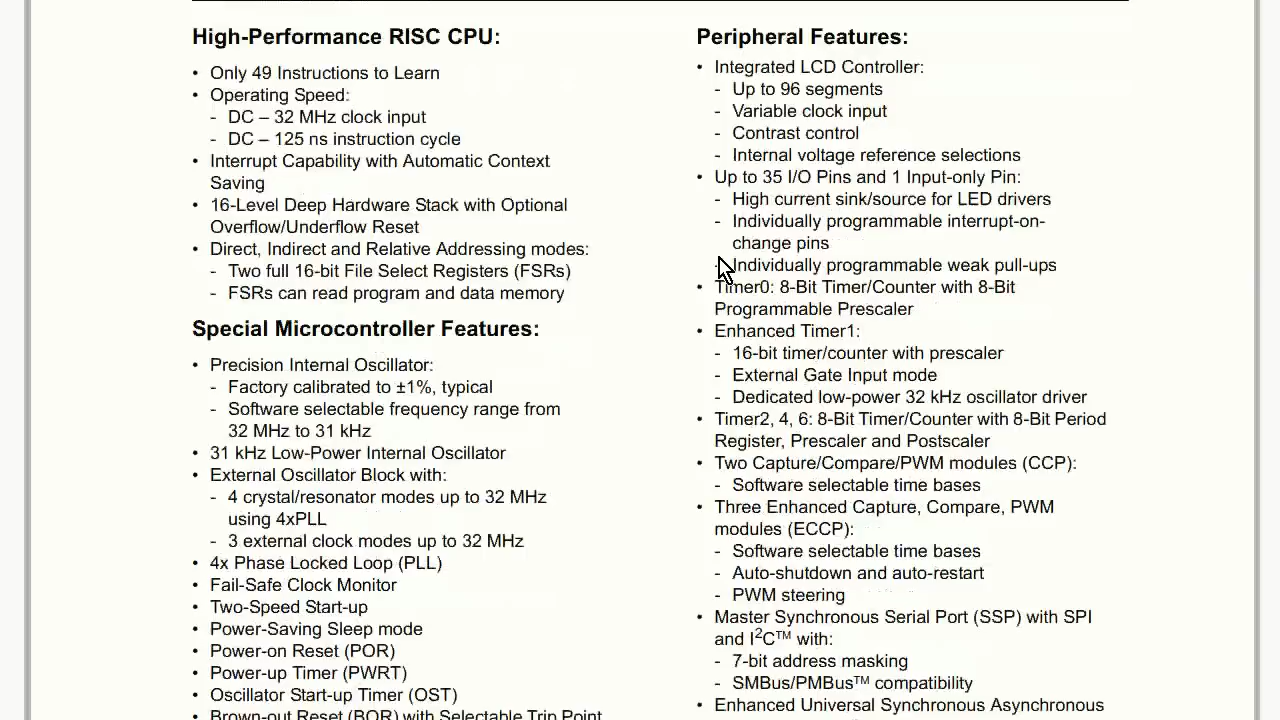 High-Performance RISC CPU:
• Only 49 Instructions to Learn
• Operating Speed:
- DC – 32 MHz clock input
- DC – 125 ns instruction cycle
• Interrupt Capability with Automatic Context
Saving
• 16-Level Deep Hardware Stack with Optional
Overflow/Underflow Reset
• Direct, Indirect and Relative Addressing modes:
- Two full 16-bit File Select Registers (FSRs)
- FSRs can read program and data memory
Special Microcontroller Features:
• Precision Internal Oscillator:
- Factory calibrated to ±1%, typical
- Software selectable frequency range from
32 MHz to 31 kHz
• 31 kHz Low-Power Internal Oscillator
• External Oscillator Block with:
- 4 crystal/resonator modes up to 32 MHz
using 4xPLL
- 3 external clock modes up to 32 MHz
• 4x Phase Locked Loop (PLL)
• Fail-Safe Clock Monitor
• Two-Speed Start-up
• Power-Saving Sleep mode
• Power-on Reset (POR)
• Power-up Timer (PWRT)
• Oscillator Start-up Timer (OST)
• Brown-out Reset (BOR) with Selectable Trip Point
Peripheral Features:
• Integrated LCD Controller:
- Up to 96 segments
- Variable clock input
- Contrast control
- Internal voltage reference selections
• Up to 35 I/O Pins and 1 Input-only Pin:
- High current sink/source for LED drivers
- Individually programmable interrupt-on-
change pins
- Individually programmable weak pull-ups
• Timer0: 8-Bit Timer/Counter with 8-Bit
Programmable Prescaler
• Enhanced Timer1:
- 16-bit timer/counter with prescaler
- External Gate Input mode
- Dedicated low-power 32 kHz oscillator driver
• Timer2, 4, 6: 8-Bit Timer/Counter with 8-Bit Period
Register, Prescaler and Postscaler
• Two Capture/Compare/PWM modules (CCP):
- Software selectable time bases
• Three Enhanced Capture, Compare, PWM
modules (ECCP):
- Software selectable time bases
- Auto-shutdown and auto-restart
- PWM steering
• Master Synchronous Serial Port (SSP) with SPI
and I²C™ with:
- 7-bit address masking
- SMBus/PMBus™ compatibility
• Enhanced Universal Synchronous Asynchronous